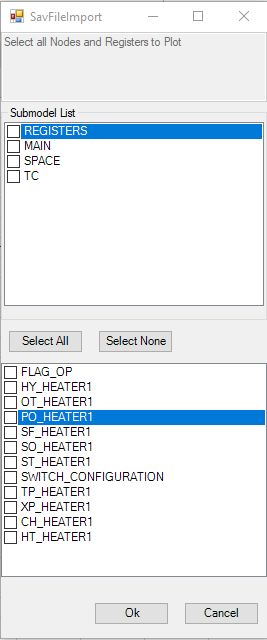 SavFileImport
Select all Nodes and Registers to Plot
Submodel List
REGISTERS
MAIN
SPACE
TC
Select All
Select None
FLAG_OP
HY_HEATER1
OT_HEATER1
PO_HEATER1
SF_HEATER1
SO_HEATER1
ST_HEATER1
SWITCH_CONFIGURATION
TP_HEATER1
XP_HEATER1
CH_HEATER1
HT_HEATER1
Ok
Cancel